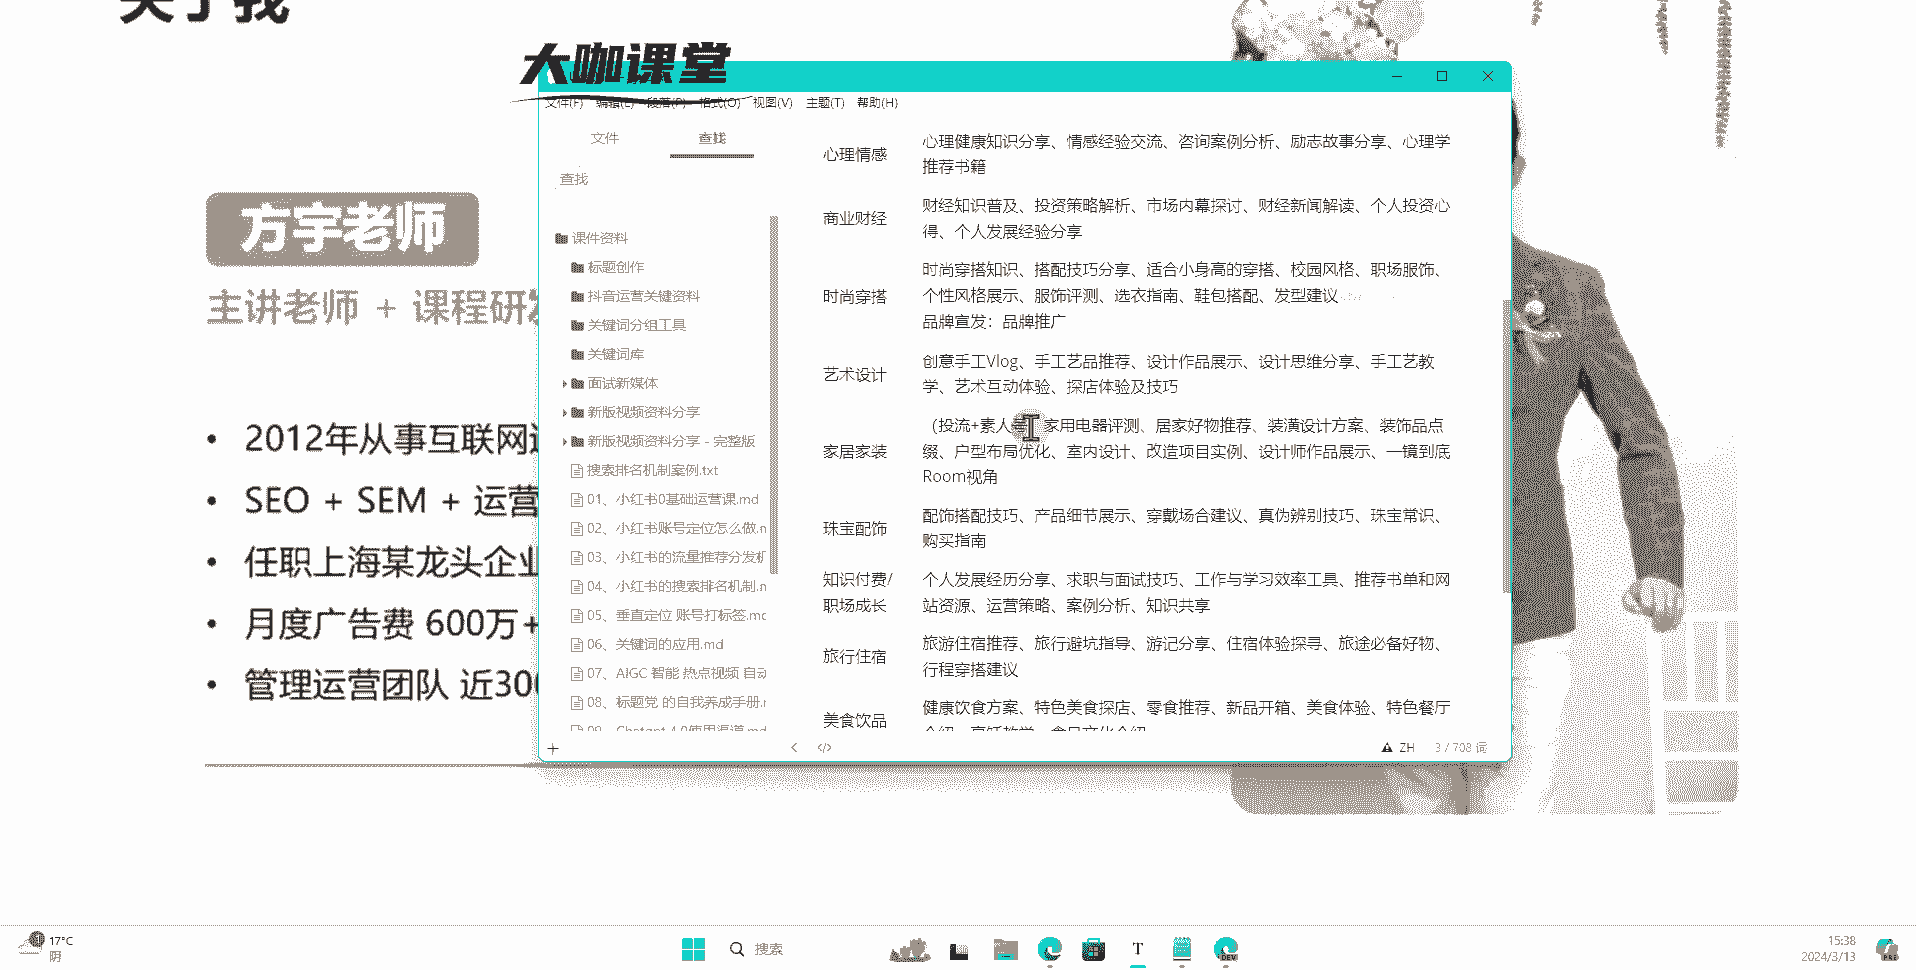 关于我
大咖课堂
方宇老师
主讲老师 + 课程研
2012年从事互联网
SEO + SEM + 运营
任职上海某龙头企业
月度广告费 600万+
管理运营团队 近30
文件(F) 编辑(E) 段落(P) 格式(O) 视图(V) 主题(T) 帮助(H)
文件 查找
查找
课件资料
标题创作
抖音运营关键资料
关键词分组工具
关键词库
面试新媒体
新版视频资料分享
新版视频资料分享 - 完整版
搜索排名机制案例.txt
01、小红书0基础运营课.md
02、小红书账号定位怎么做.
03、小红书的流量推荐分发机
04、小红书的搜索排名机制.
05、垂直定位 账号打标签.md
06、关键词的应用.md
07、AIGC 智能 热点视频 自动
08、标题党 的自我养成手册.
09、Chatgpt 4.0使用渠道.md
心理情感
心理健康知识分享、情感经验交流、咨询案例分析、励志故事分享、心理学
推荐书籍
商业财经
财经知识普及、投资策略解析、市场内幕探讨、财经新闻解读、个人投资心
得、个人发展经验分享
时尚穿搭
时尚穿搭知识、搭配技巧分享、适合小身高的穿搭、校园风格、职场服饰、
个性风格展示、服饰评测、选衣指南、鞋包搭配、发型建议
品牌宣发：品牌推广
艺术设计
创意手工Vlog、手工艺品推荐、设计作品展示、设计思维分享、手工艺教
学、艺术互动体验、探店体验及技巧
家居家装
（投流+素人 家用电器评测、居家好物推荐、装潢设计方案、装饰品点
缀、户型布局优化、室内设计、改造项目实例、设计师作品展示、一镜到底
Room视角
珠宝配饰
配饰搭配技巧、产品细节展示、穿戴场合建议、真伪辨别技巧、珠宝常识、
购买指南
知识付费/
职场成长
个人发展经历分享、求职与面试技巧、工作与学习效率工具、推荐书单和网
站资源、运营策略、案例分析、知识共享
旅行住宿
旅游住宿推荐、旅行避坑指导、游记分享、住宿体验探寻、旅途必备好物、
行程穿搭建议
美食饮品
健康饮食方案、特色美食探店、零食推荐、新品开箱、美食体验、特色餐厅
ZH 3 / 708 词
17°C
阴
搜索
15:38
2024/3/13